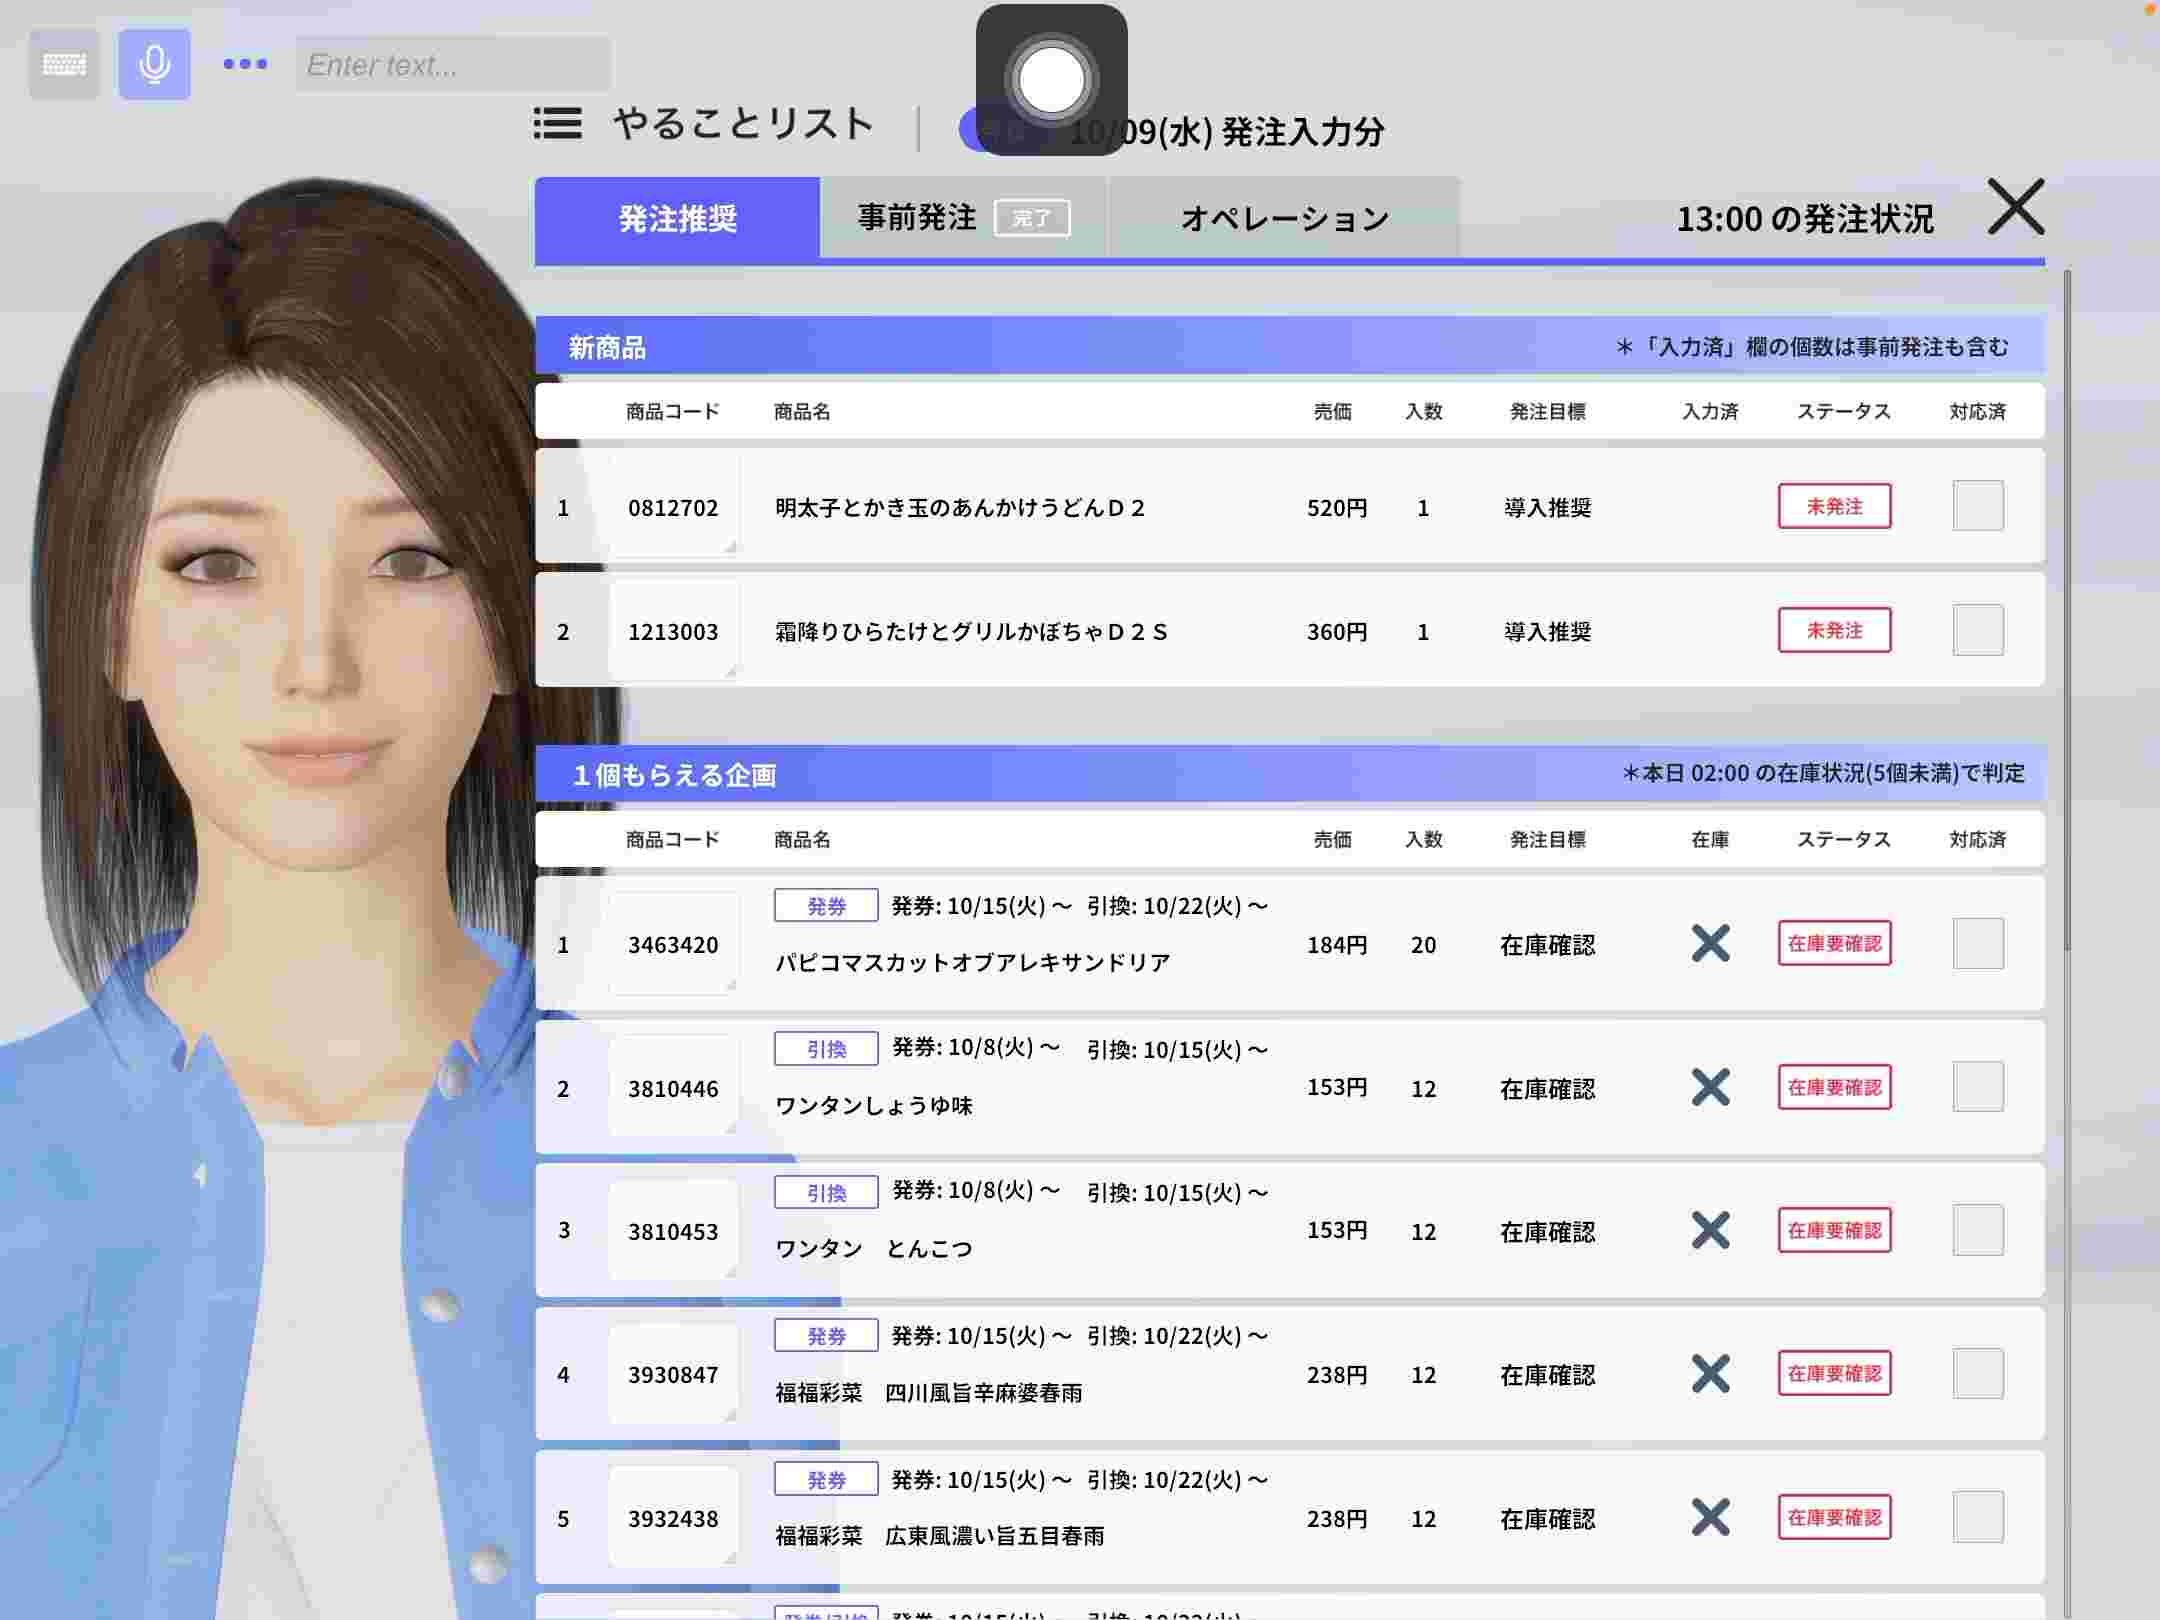 Enter text...
やることリスト
10/09(水) 発注入力分
発注推奨 事前発注 完了 オペレーション 13:00 の発注状況
新商品 ＊「入力済」欄の個数は事前発注も含む
商品コード 商品名 売価 入数 発注目標 入力済 ステータス 対応済
1 0812702 明太子とかき玉のあんかけうどんＤ２ 520円 1 導入推奨 未発注
2 1213003 霜降りひらたけとグリルかぼちゃＤ２Ｓ 360円 1 導入推奨 未発注
１個もらえる企画 ＊本日 02:00 の在庫状況(5個未満)で判定
商品コード 商品名 売価 入数 発注目標 在庫 ステータス 対応済
発券 発券: 10/15(火)～ 引換: 10/22(火)～
1 3463420 パピコマスカットオブアレキサンドリア 184円 20 在庫確認 在庫要確認
引換 発券: 10/8(火)～ 引換: 10/15(火)～
2 3810446 ワンタンしょうゆ味 153円 12 在庫確認 在庫要確認
引換 発券: 10/8(火)～ 引換: 10/15(火)～
3 3810453 ワンタン　とんこつ 153円 12 在庫確認 在庫要確認
発券 発券: 10/15(火)～ 引換: 10/22(火)～
4 3930847 福福彩菜　四川風旨辛麻婆春雨 238円 12 在庫確認 在庫要確認
発券 発券: 10/15(火)～ 引換: 10/22(火)～
5 3932438 福福彩菜　広東風濃い旨五目春雨 238円 12 在庫確認 在庫要確認